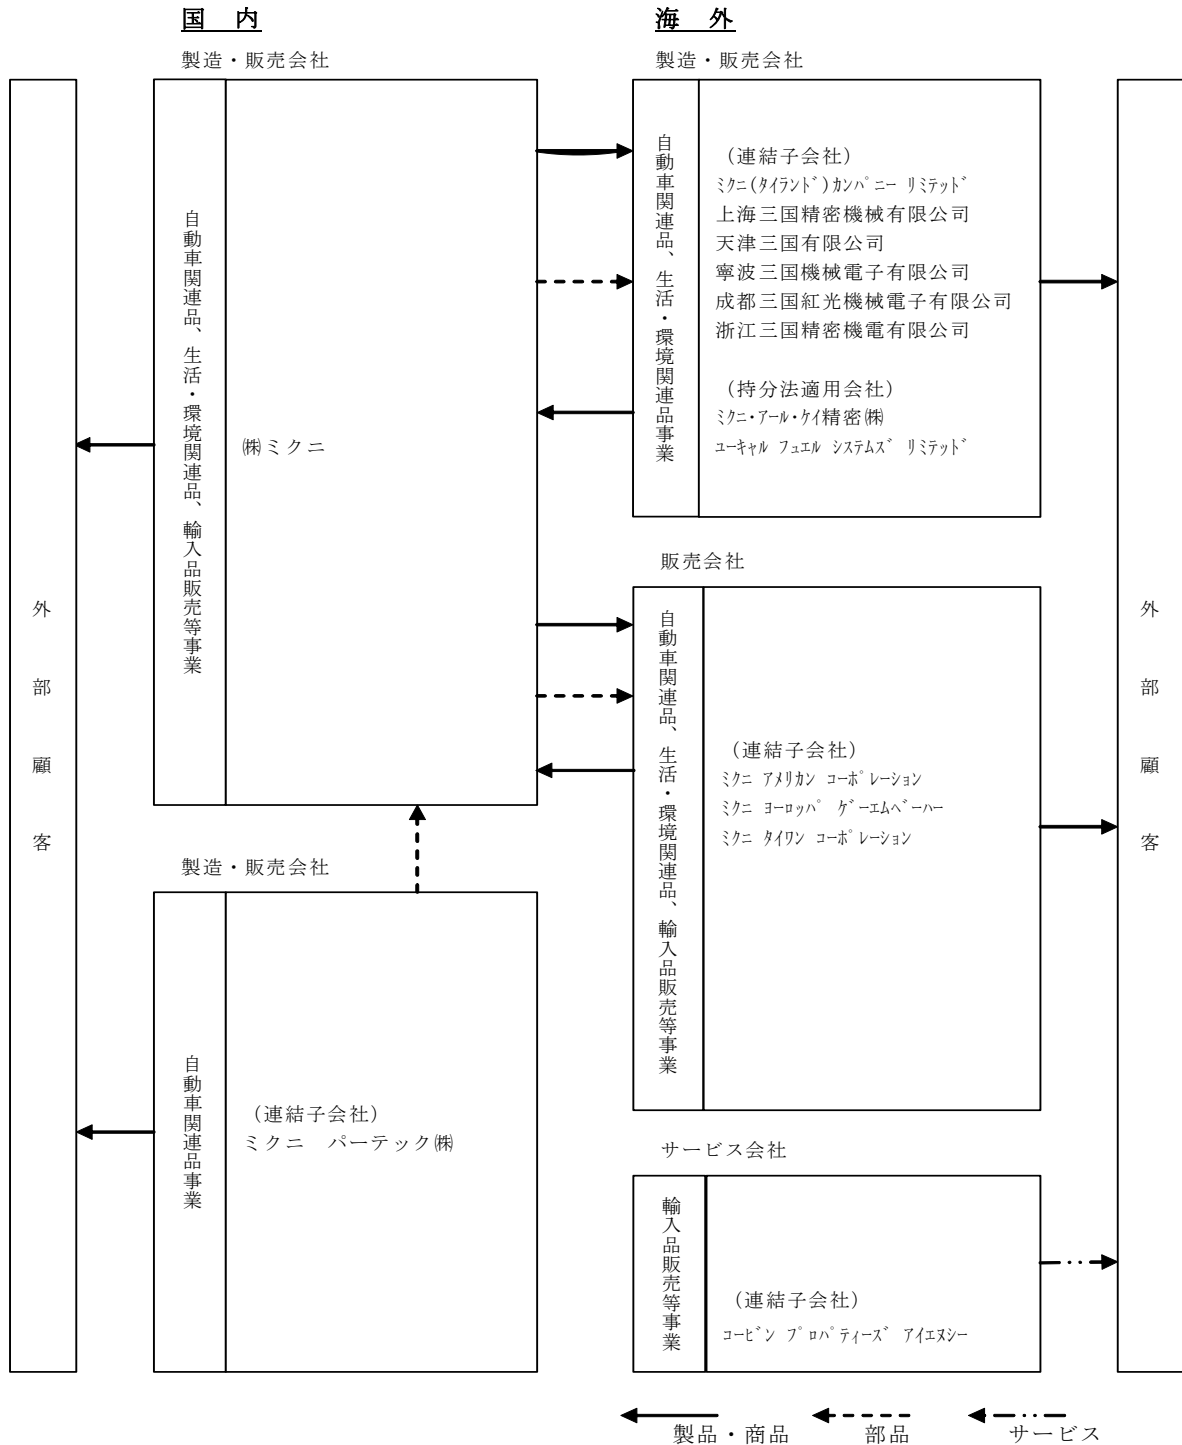 国　内
製造・販売会社
外部顧客
自動車関連品、生活・環境関連品、輸入品販売等事業
㈱ミクニ
製造・販売会社
自動車関連品事業
（連結子会社）
ミクニ　パーテック㈱
海　外
製造・販売会社
自動車関連品、生活・環境関連品事業
（連結子会社）
ﾐｸﾆ(ﾀｲﾗﾝﾄﾞ)ｶﾝﾊﾟﾆｰ ﾘﾐﾃｯﾄﾞ
上海三国精密機械有限公司
天津三国有限公司
寧波三国機械電子有限公司
成都三国紅光機械電子有限公司
浙江三国精密機電有限公司
（持分法適用会社）
ﾐｸﾆ･ｱｰﾙ･ｹｲ精密㈱
ﾕｰｷｬﾙ ﾌｭｴﾙ ｼｽﾃﾑｽﾞ ﾘﾐﾃｯﾄﾞ
販売会社
自動車関連品、生活・環境関連品、輸入品販売等事業
（連結子会社）
ﾐｸﾆ ｱﾒﾘｶﾝ ｺｰﾎﾟﾚｰｼｮﾝ
ﾐｸﾆ ﾖｰﾛｯﾊﾟ ｹﾞｰｴﾑﾍﾞｰﾊｰ
ﾐｸﾆ ﾀｲﾜﾝ ｺｰﾎﾟﾚｰｼｮﾝ
サービス会社
輸入品販売等事業
（連結子会社）
ｺｰﾋﾞﾝ ﾌﾟﾛﾊﾟﾃｨｰｽﾞ ｱｲｴﾇｼｰ
外部顧客
製品・商品
部品
サービス